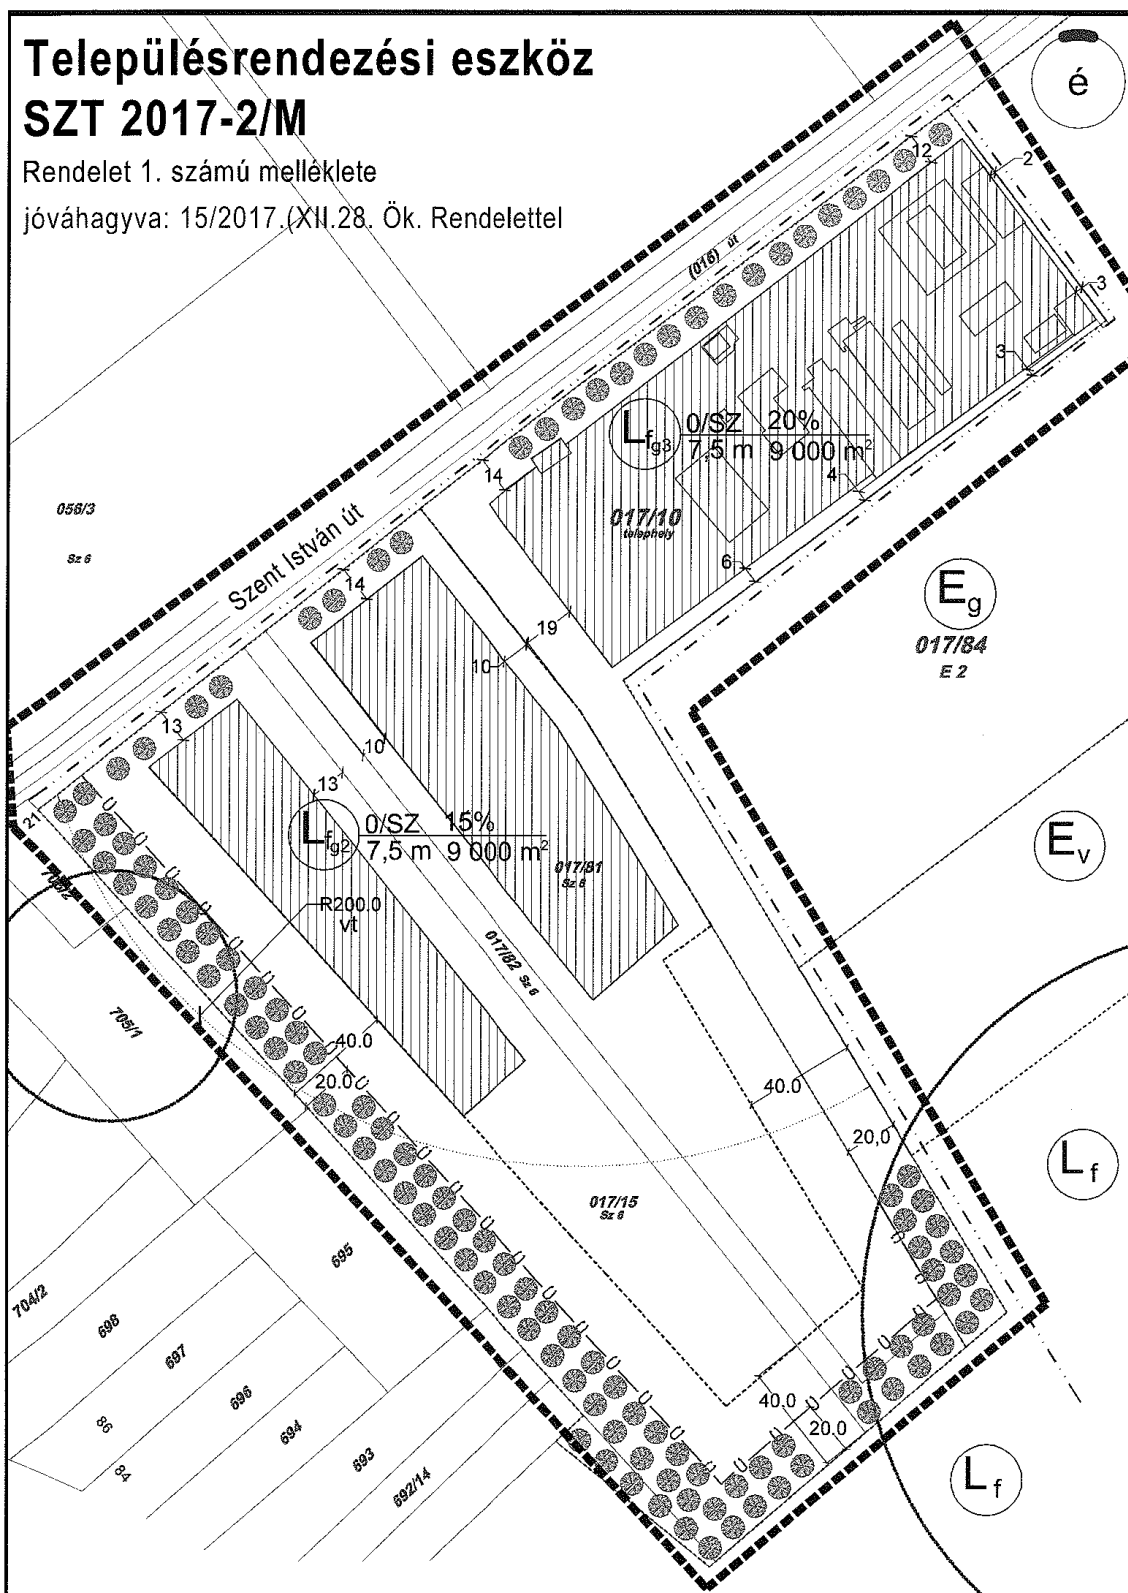 Településrendezési eszköz
SZT 2017-2/M
Rendelet 1. számú melléklete
jóváhagyva: 15/2017.(XII.28. Ök. Rendelettel
é
12
2
(016) út
3
3
Lfg3 0/SZ 20%
7,5 m 9 000 m²
14
4
056/3
Sz 6
017/10
telephely
Szent István út
6
Eg
14
017/84
E 2
19
10
13
10
13
21
Lfg2 0/SZ 15%
7,5 m 9 000 m²
Ev
017/81
Sz 6
R200.0
vt
017/82 Sz 6
705/1
40.0
20.0
40.0
20,0
Lf
017/15
Sz 6
695
704/2
698
697
696
694
693
692/14
86
84
40.0
20.0
Lf